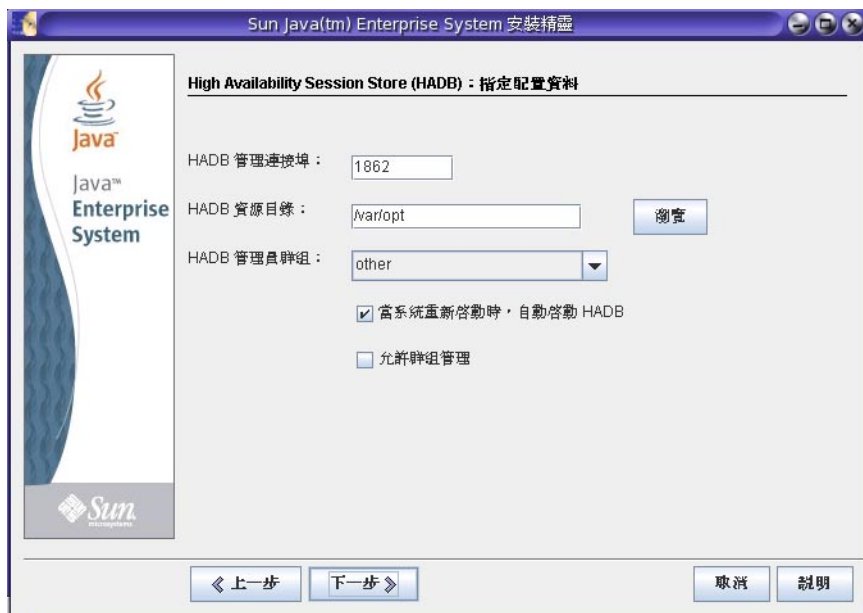 Sun Java(tm) Enterprise System 安裝精靈
Java
Java™
Enterprise
System
Sun
microsystems
High Availability Session Store (HADB)：指定配置資料
HADB 管理連接埠：
1862
HADB 資源目錄：
/var/opt
瀏覽
HADB 管理員群組：
other
當系統重新啓動時，自動啓動 HADB
允許群組管理
上一步
下一步
取消
說明